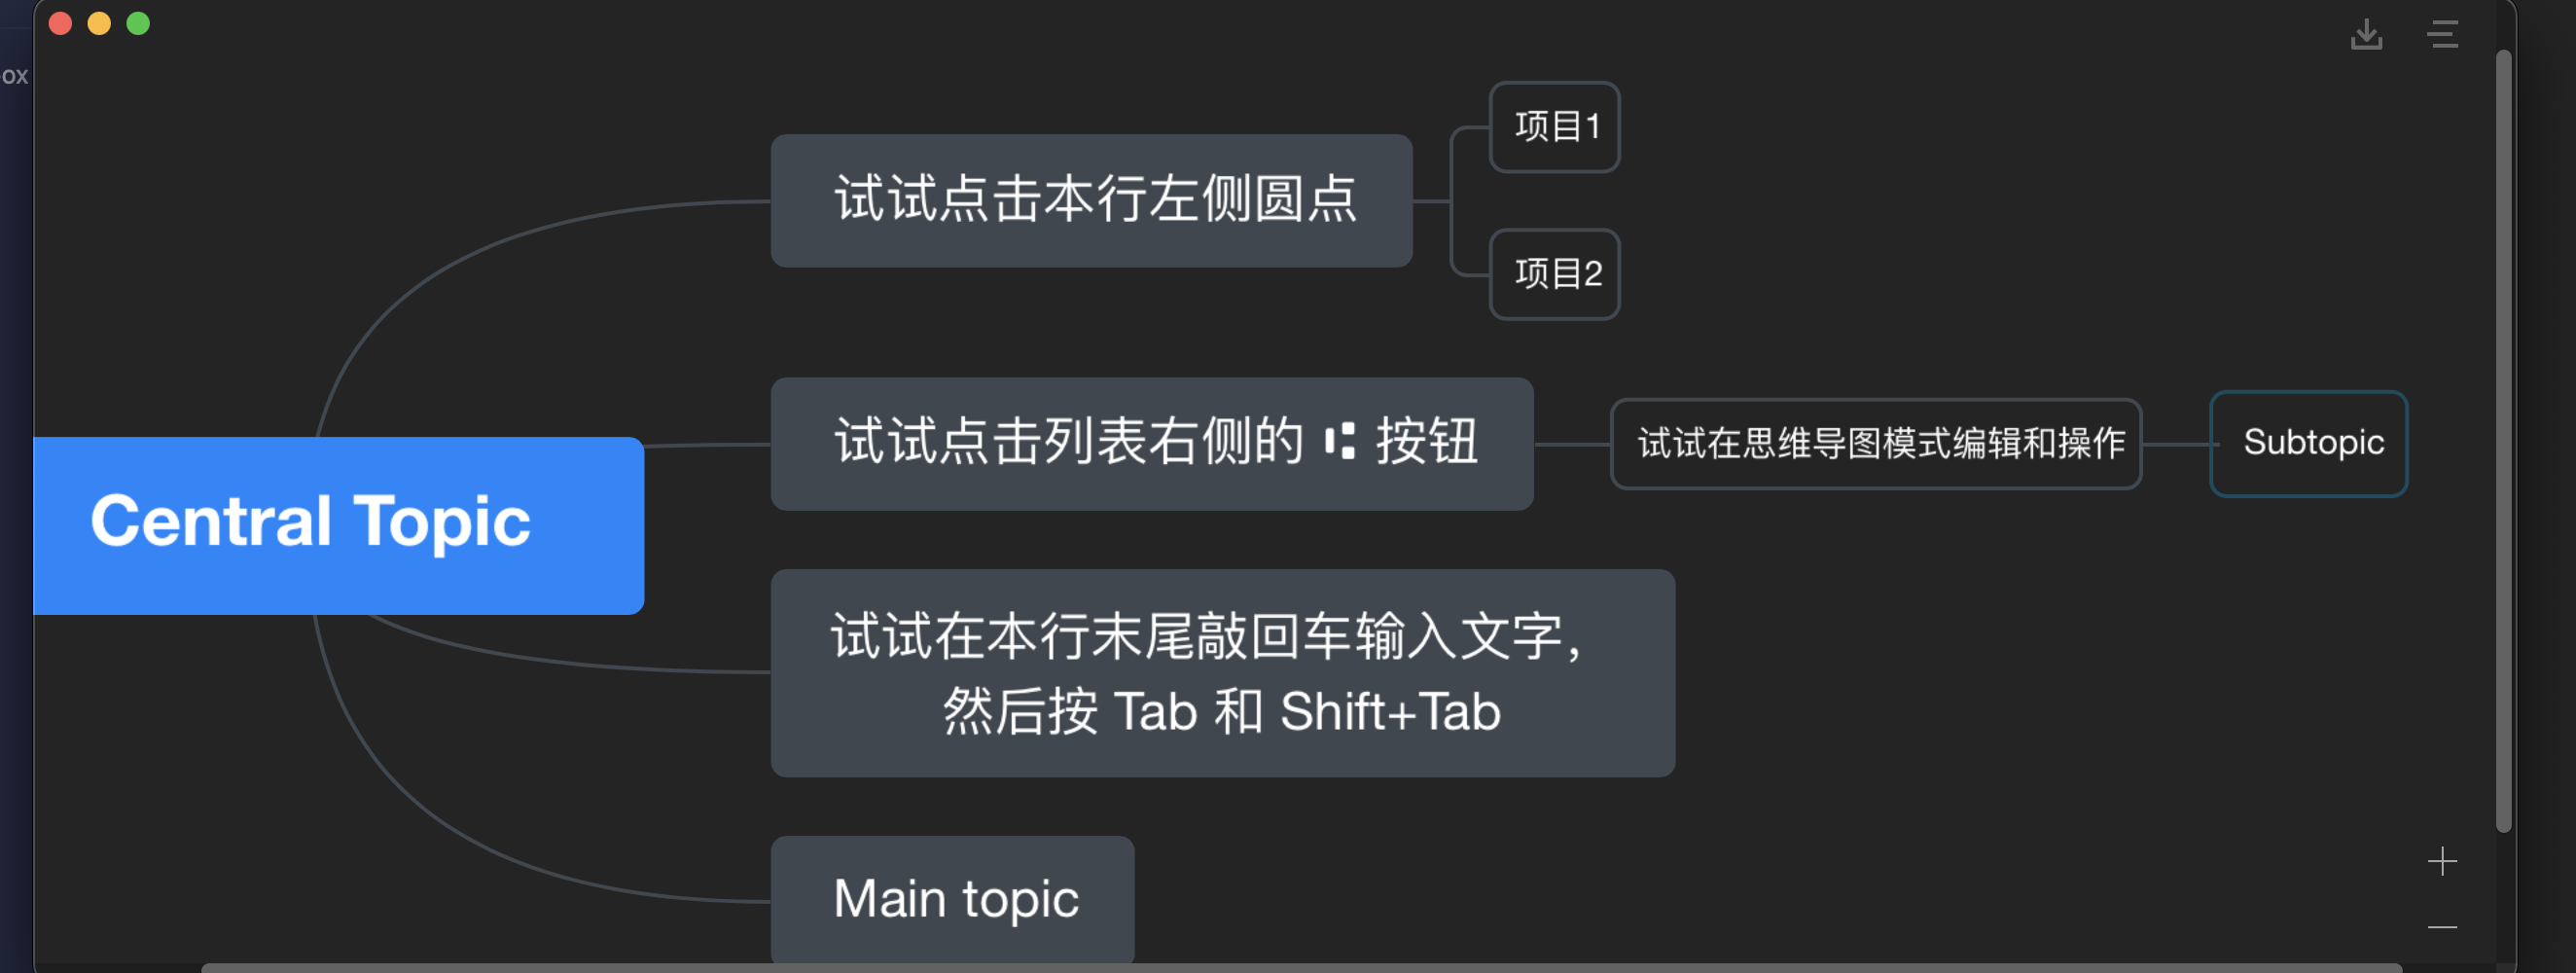 ox
试试点击本行左侧圆点
项目1
项目2
试试点击列表右侧的 按钮
试试在思维导图模式编辑和操作
Subtopic
Central Topic
试试在本行末尾敲回车输入文字，
然后按 Tab 和 Shift+Tab
Main topic